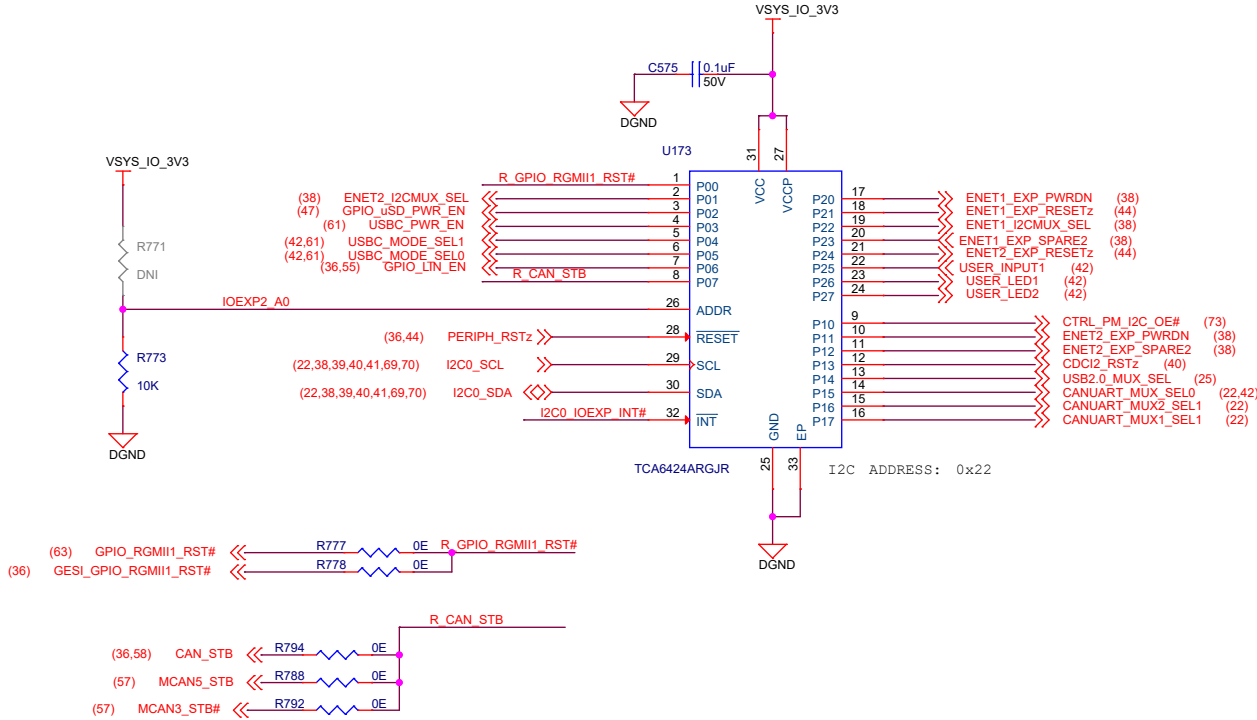 VSYS_IO_3V3
C575 0.1uF
50V
DGND
U173
VSYS_IO_3V3
R771
DNI
IOEXP2_A0
R773
10K
DGND
31 27
VCC VCCP
R_GPIO_RGMII1_RST# 1 P00
(38) ENET2_I2CMUX_SEL 2 P01
(47) GPIO_uSD_PWR_EN 3 P02
(61) USBC_PWR_EN 4 P03
(42,61) USBC_MODE_SEL1 5 P04
(42,61) USBC_MODE_SEL0 6 P05
(36,55) GPIO_LIN_EN 7 P06
R_CAN_STB 8 P07
26 ADDR
(36,44) PERIPH_RSTz 28 RESET
(22,38,39,40,41,69,70) I2C0_SCL 29 SCL
(22,38,39,40,41,69,70) I2C0_SDA 30 SDA
I2C0_IOEXP_INT# 32 INT
P20 17 ENET1_EXP_PWRDN (38)
P21 18 ENET1_EXP_RESETz (44)
P22 19 ENET1_I2CMUX_SEL (38)
P23 20 ENET1_EXP_SPARE2 (38)
P24 21 ENET2_EXP_RESETz (44)
P25 22 USER_INPUT1 (42)
P26 23 USER_LED1 (42)
P27 24 USER_LED2 (42)
P10 9 CTRL_PM_I2C_OE# (73)
P11 10 ENET2_EXP_PWRDN (38)
P12 11 ENET2_EXP_SPARE2 (38)
P13 12 CDCI2_RSTz (40)
P14 13 USB2.0_MUX_SEL (25)
P15 14 CANUART_MUX_SEL0 (22,42)
P16 15 CANUART_MUX2_SEL1 (22)
P17 16 CANUART_MUX1_SEL1 (22)
GND EP
25 33
TCA6424ARGJR
I2C ADDRESS: 0x22
DGND
(63) GPIO_RGMII1_RST# R777 0E R_GPIO_RGMII1_RST#
(36) GESI_GPIO_RGMII1_RST# R778 0E
R_CAN_STB
(36,58) CAN_STB R794 0E
(57) MCAN5_STB R788 0E
(57) MCAN3_STB# R792 0E